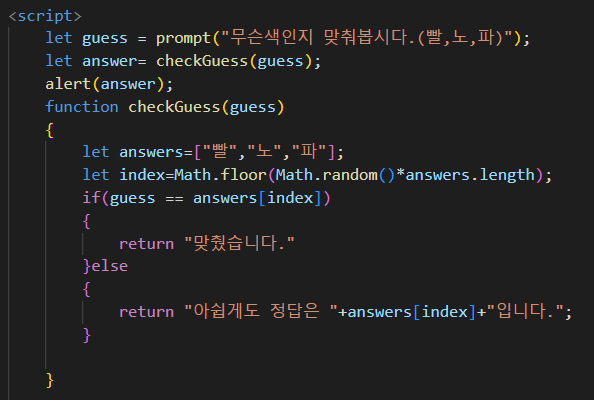 <script>
let guess = prompt("무슨색인지 맞춰봅시다.(빨,노,파)");
let answer= checkGuess(guess);
alert(answer);
function checkGuess(guess)
{
let answers=["빨","노","파"];
let index=Math.floor(Math.random()*answers.length);
if(guess == answers[index])
{
return "맞췄습니다."
}else
{
return "아쉽게도 정답은 "+answers[index]+"입니다.";
}
}